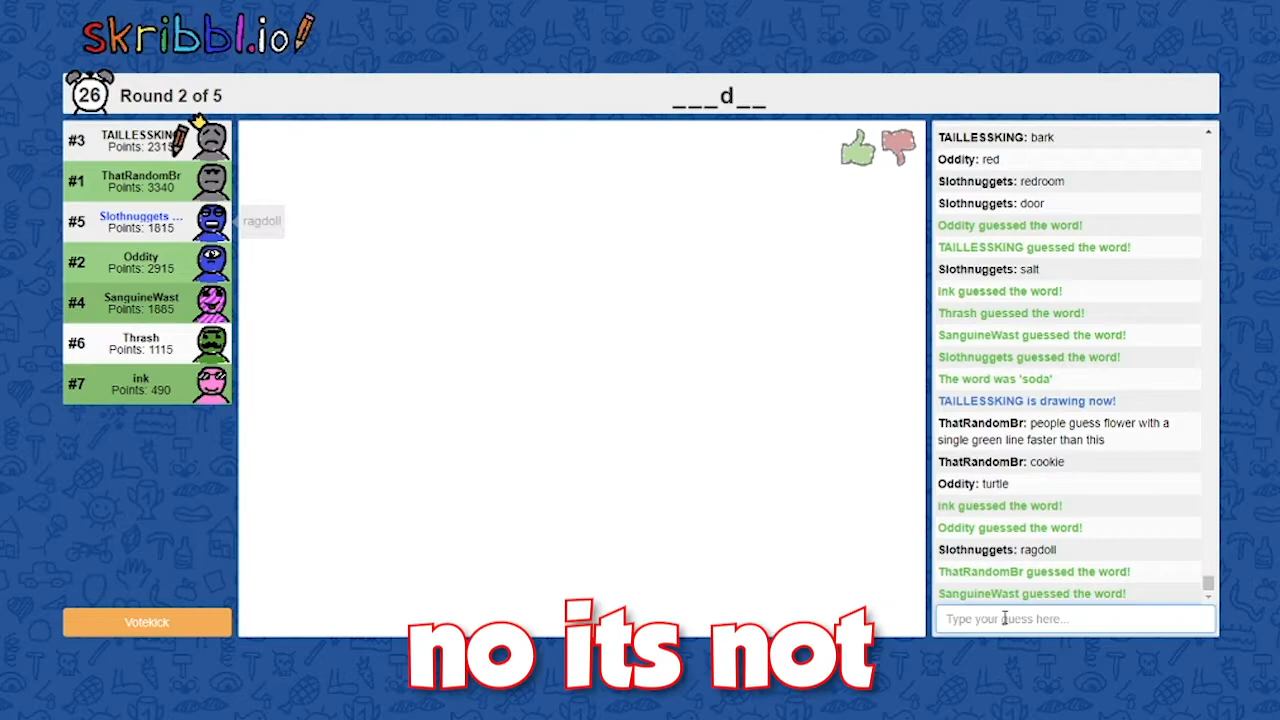 skribbl.io
26
Round 2 of 5
___d__
#3
TAILLESSKIN
Points: 2315
#1
ThatRandomBr
Points: 3340
#5
Slothnuggets ...
Points: 1815
ragdoll
#2
Oddity
Points: 2915
#4
SanguineWast
Points: 1885
#6
Thrash
Points: 1115
#7
ink
Points: 490
Votekick
TAILLESSKING: bark
Oddity: red
Slothnuggets: redroom
Slothnuggets: door
Oddity guessed the word!
TAILLESSKING guessed the word!
Slothnuggets: salt
ink guessed the word!
Thrash guessed the word!
SanguineWast guessed the word!
Slothnuggets guessed the word!
The word was 'soda'
TAILLESSKING is drawing now!
ThatRandomBr: people guess flower with a
single green line faster than this
ThatRandomBr: cookie
Oddity: turtle
ink guessed the word!
Oddity guessed the word!
Slothnuggets: ragdoll
ThatRandomBr guessed the word!
SanguineWast guessed the word!
Type your guess here...
no its not